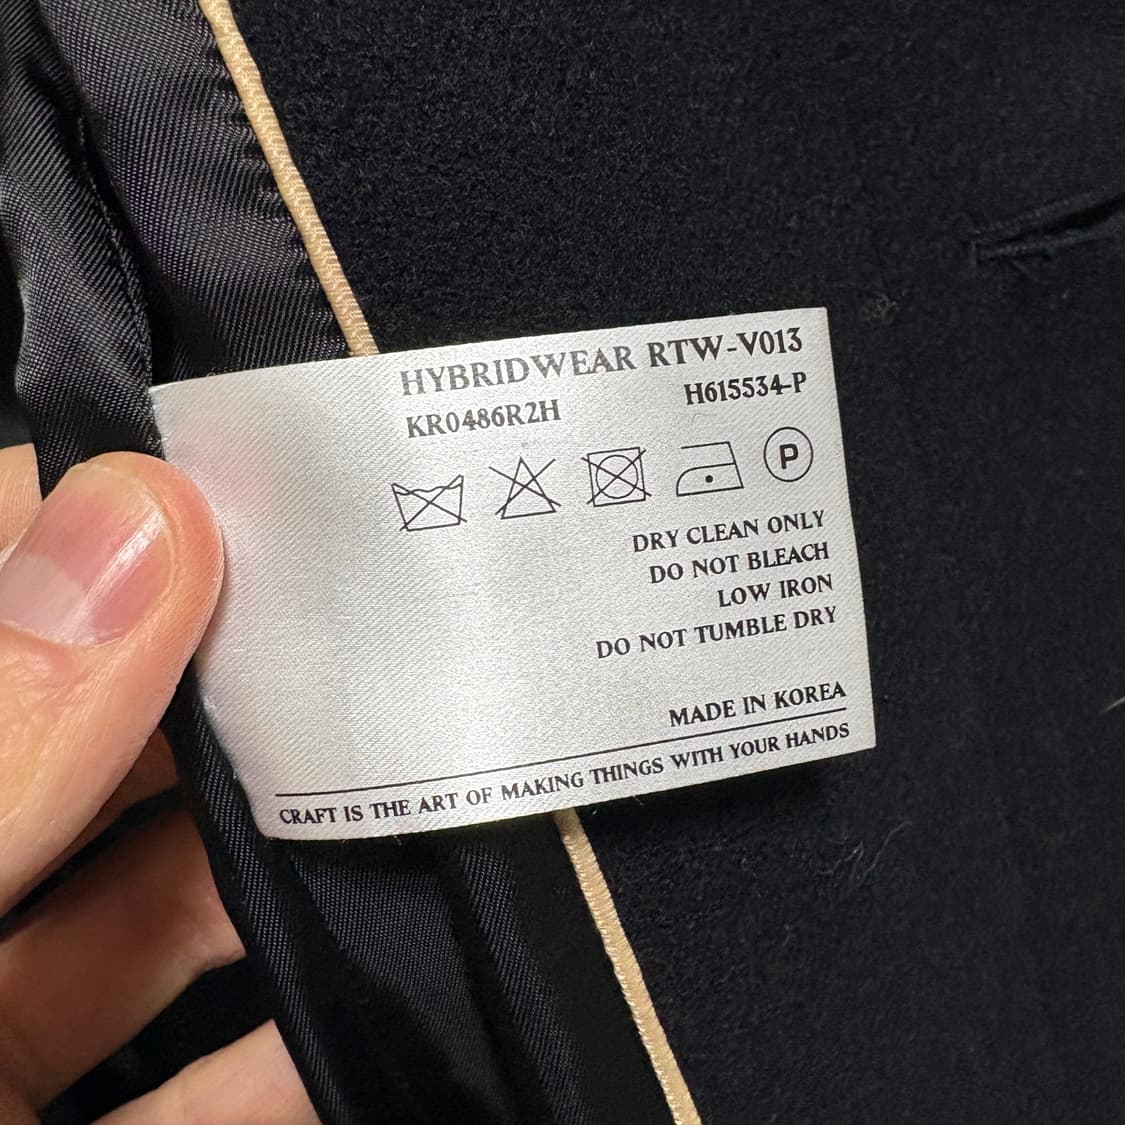 HYBRIDWEAR RTW-V013
KR0486R2H H615534-P
P
DRY CLEAN ONLY
DO NOT BLEACH
LOW IRON
DO NOT TUMBLE DRY
MADE IN KOREA
CRAFT IS THE ART OF MAKING THINGS WITH YOUR HANDS